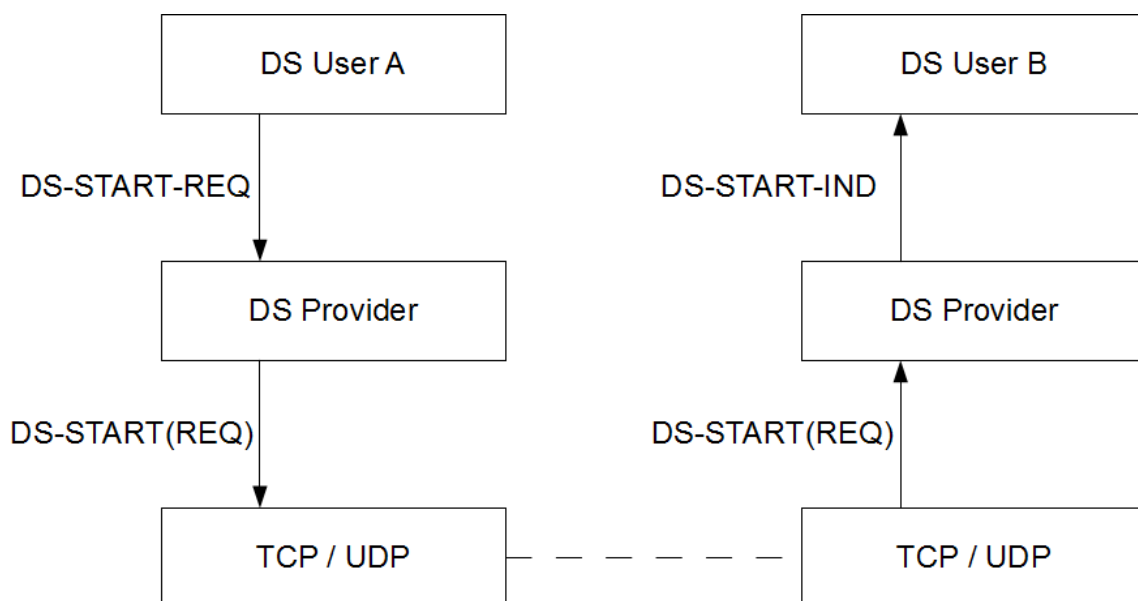 DS User A
DS User B
DS-START-REQ
DS-START-IND
DS Provider
DS Provider
DS-START(REQ)
DS-START(REQ)
TCP / UDP
TCP / UDP